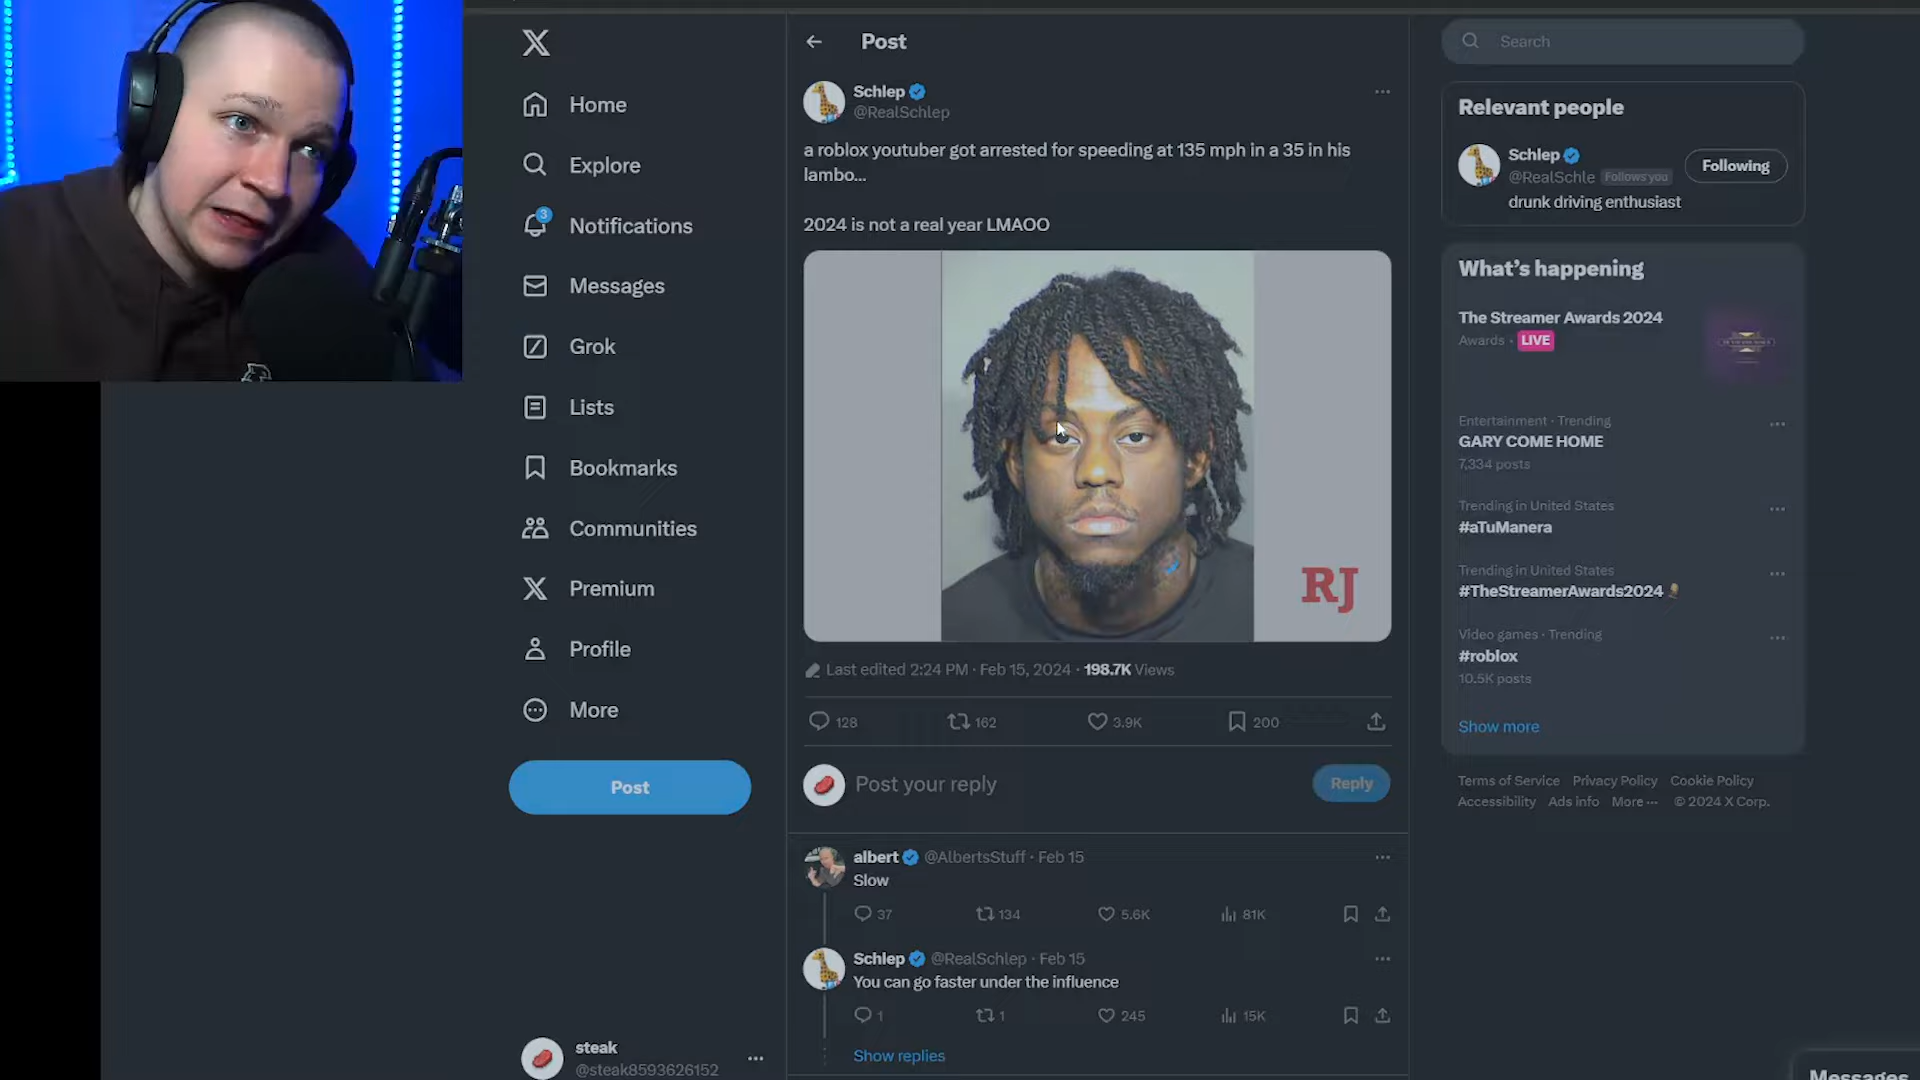 Home
Explore
3
Notifications
Messages
Grok
Lists
Bookmarks
Communities
Premium
Profile
More
Post
steak
@steak8593626152
Post
Schlep
@RealSchlep
a roblox youtuber got arrested for speeding at 135 mph in a 35 in his
lambo...
2024 is not a real year LMAOO
RJ
Last edited 2:24 PM · Feb 15, 2024 · 198.7K Views
128
162
3.9K
200
Post your reply
Reply
albert @AlbertsStuff · Feb 15
Slow
37
134
5.6K
81K
Schlep @RealSchlep · Feb 15
You can go faster under the influence
1
1
245
15K
Show replies
Search
Relevant people
Schlep
@RealSchle Follows you
Following
drunk driving enthusiast
What's happening
The Streamer Awards 2024
Awards · LIVE
Entertainment · Trending
GARY COME HOME
7,334 posts
Trending in United States
#aTuManera
Trending in United States
#TheStreamerAwards2024
Video games · Trending
#roblox
10.5K posts
Show more
Terms of Service Privacy Policy Cookie Policy
Accessibility Ads info More ··· © 2024 X Corp.
Messages